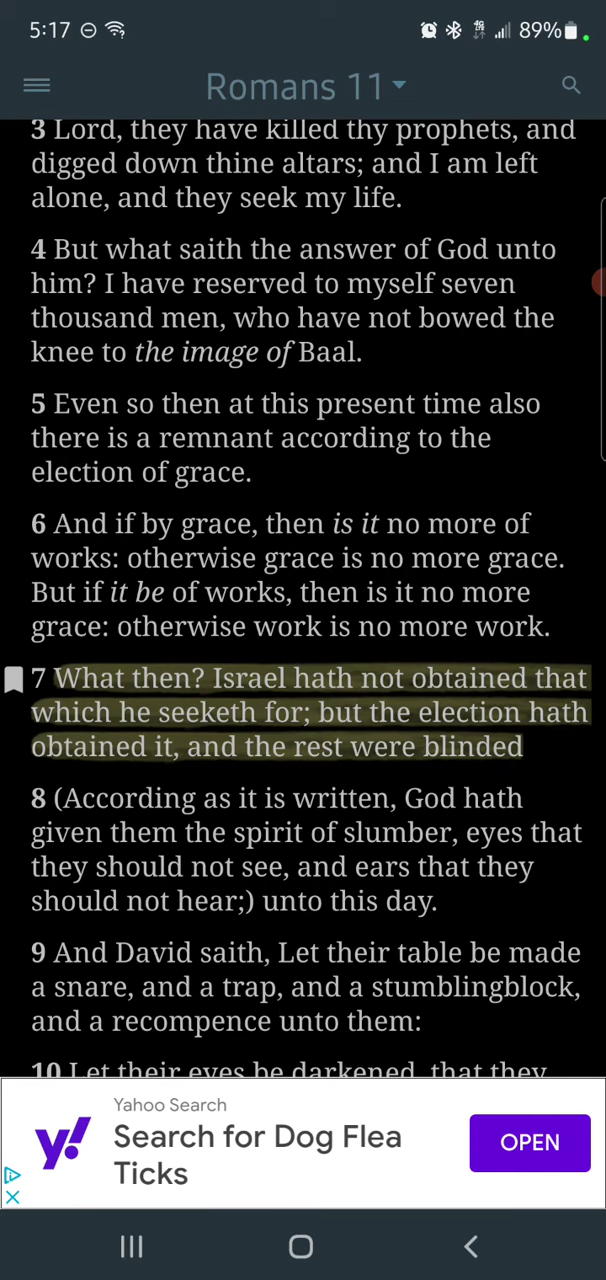 5:17 4G 89%
Romans 11
3 Lord, they have killed thy prophets, and
digged down thine altars; and I am left
alone, and they seek my life.
4 But what saith the answer of God unto
him? I have reserved to myself seven
thousand men, who have not bowed the
knee to the image of Baal.
5 Even so then at this present time also
there is a remnant according to the
election of grace.
6 And if by grace, then is it no more of
works: otherwise grace is no more grace.
But if it be of works, then is it no more
grace: otherwise work is no more work.
7 What then? Israel hath not obtained that
which he seeketh for; but the election hath
obtained it, and the rest were blinded
8 (According as it is written, God hath
given them the spirit of slumber, eyes that
they should not see, and ears that they
should not hear;) unto this day.
9 And David saith, Let their table be made
a snare, and a trap, and a stumblingblock,
and a recompence unto them:
10 Let their eyes be darkened, that they
Yahoo Search
y!
Search for Dog Flea
Ticks
OPEN